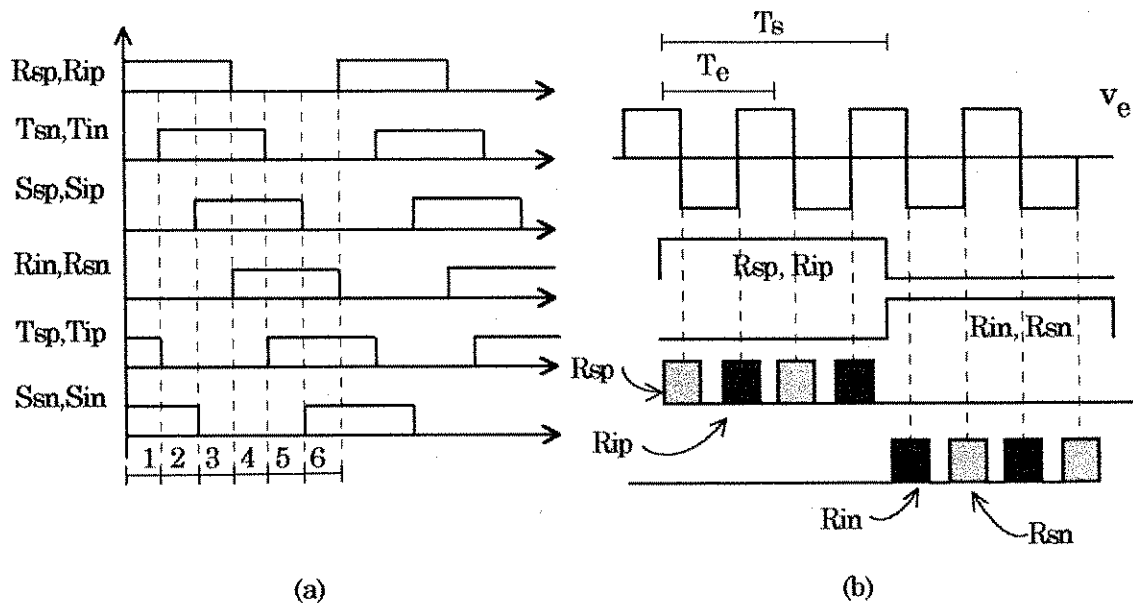 Rsp,Rip
Tsn,Tin
Ssp,Sip
Rin,Rsn
Tsp,Tip
Ssn,Sin
1 2 3 4 5 6
(a)
Ts
Te
ve
Rsp, Rip
Rin, Rsn
Rsp
Rip
Rin
Rsn
(b)